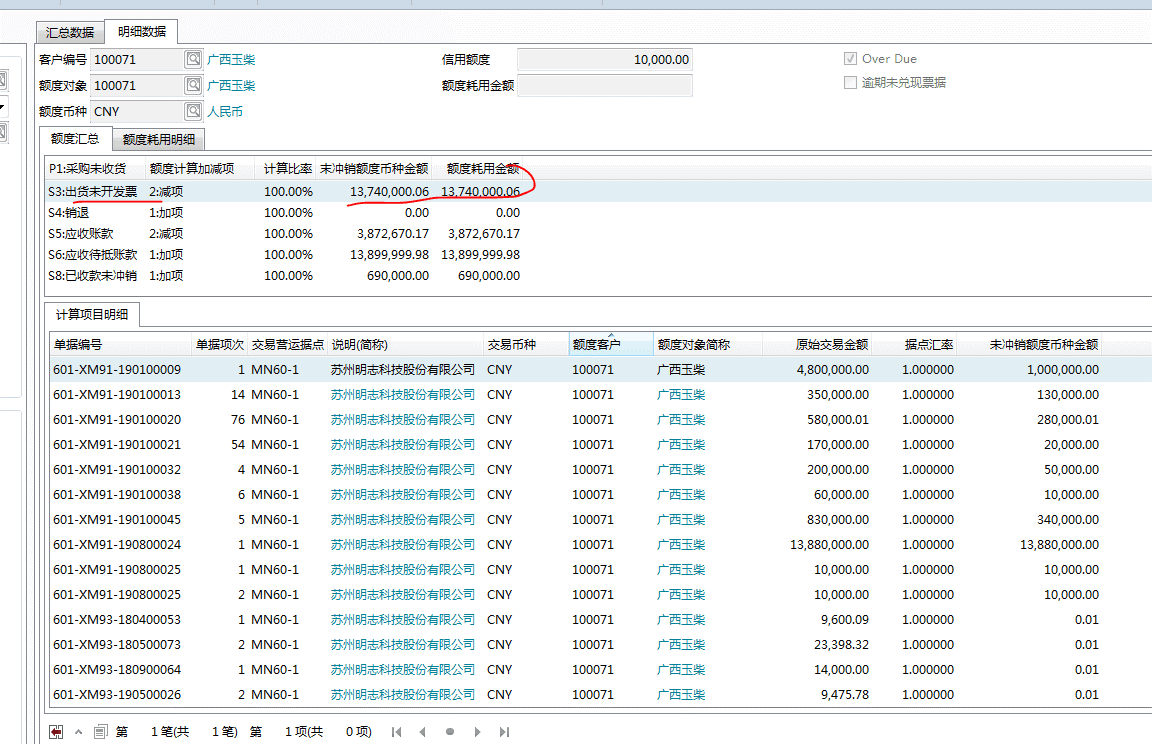 汇总数据 明细数据
客户编号 100071 广西玉柴 信用额度 10,000.00 Over Due
额度对象 100071 广西玉柴 额度耗用金额 逾期未兑现票据
额度币种 CNY 人民币
额度汇总 额度耗用明细
P1:采购未收货 额度计算加减项 计算比率 未冲销额度币种金额 额度耗用金额
S3:出货未开发票 2:减项 100.00% 13,740,000.06 13,740,000.06
S4:销退 1:加项 100.00% 0.00 0.00
S5:应收账款 2:减项 100.00% 3,872,670.17 3,872,670.17
S6:应收待抵账款 1:加项 100.00% 13,899,999.98 13,899,999.98
S8:已收款未冲销 1:加项 100.00% 690,000.00 690,000.00
计算项目明细
单据编号 单据项次 交易营运据点 说明(简称) 交易币种 额度客户 额度对象简称 原始交易金额 据点汇率 未冲销额度币种金额
601-XM91-190100009 1 MN60-1 苏州明志科技股份有限公司 CNY 100071 广西玉柴 4,800,000.00 1.000000 1,000,000.00
601-XM91-190100013 14 MN60-1 苏州明志科技股份有限公司 CNY 100071 广西玉柴 350,000.00 1.000000 130,000.00
601-XM91-190100020 76 MN60-1 苏州明志科技股份有限公司 CNY 100071 广西玉柴 580,000.01 1.000000 280,000.01
601-XM91-190100021 54 MN60-1 苏州明志科技股份有限公司 CNY 100071 广西玉柴 170,000.00 1.000000 20,000.00
601-XM91-190100032 4 MN60-1 苏州明志科技股份有限公司 CNY 100071 广西玉柴 200,000.00 1.000000 50,000.00
601-XM91-190100038 6 MN60-1 苏州明志科技股份有限公司 CNY 100071 广西玉柴 60,000.00 1.000000 10,000.00
601-XM91-190100045 5 MN60-1 苏州明志科技股份有限公司 CNY 100071 广西玉柴 830,000.00 1.000000 340,000.00
601-XM91-190800024 1 MN60-1 苏州明志科技股份有限公司 CNY 100071 广西玉柴 13,880,000.00 1.000000 13,880,000.00
601-XM91-190800025 1 MN60-1 苏州明志科技股份有限公司 CNY 100071 广西玉柴 10,000.00 1.000000 10,000.00
601-XM91-190800025 2 MN60-1 苏州明志科技股份有限公司 CNY 100071 广西玉柴 10,000.00 1.000000 10,000.00
601-XM93-180400053 1 MN60-1 苏州明志科技股份有限公司 CNY 100071 广西玉柴 9,600.09 1.000000 0.01
601-XM93-180500073 2 MN60-1 苏州明志科技股份有限公司 CNY 100071 广西玉柴 23,398.32 1.000000 0.01
601-XM93-180900064 1 MN60-1 苏州明志科技股份有限公司 CNY 100071 广西玉柴 14,000.00 1.000000 0.01
601-XM93-190500026 2 MN60-1 苏州明志科技股份有限公司 CNY 100071 广西玉柴 9,475.78 1.000000 0.01
第 1 笔(共 1 笔) 第 1 项(共 0 项)